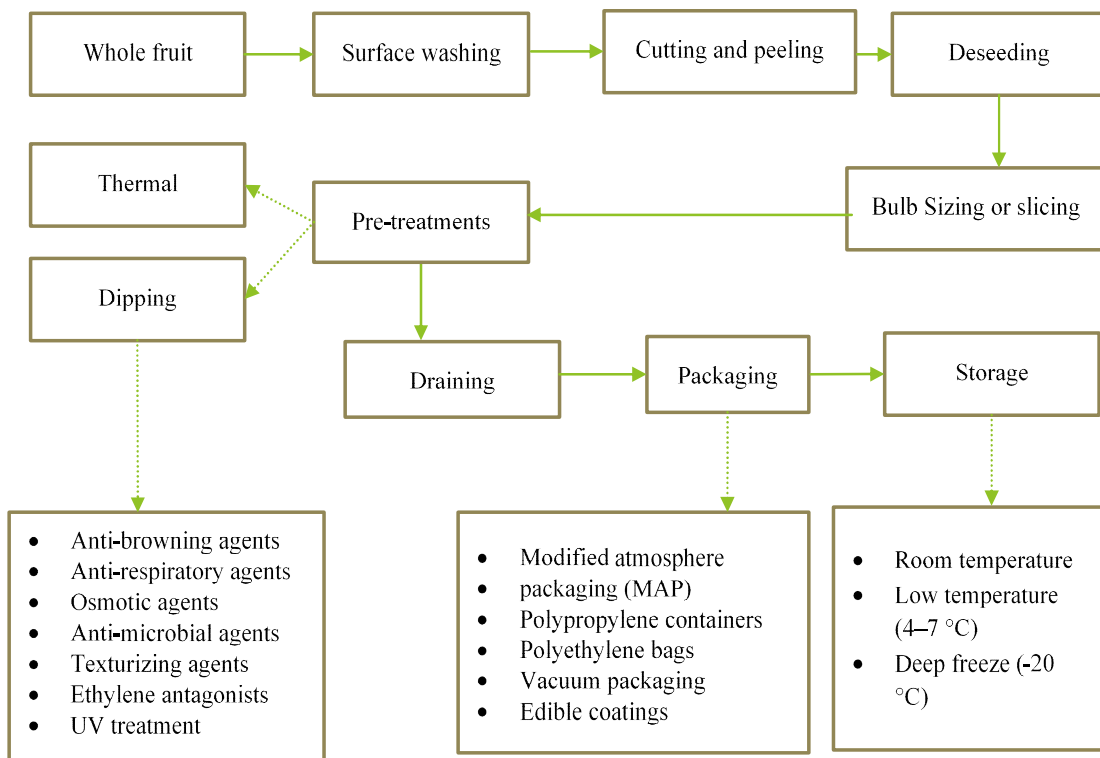 Whole fruit
Surface washing
Cutting and peeling
Deseeding
Thermal
Pre-treatments
Bulb Sizing or slicing
Dipping
Draining
Packaging
Storage
• Anti-browning agents
• Anti-respiratory agents
• Osmotic agents
• Anti-microbial agents
• Texturizing agents
• Ethylene antagonists
• UV treatment
• Modified atmosphere
• packaging (MAP)
• Polypropylene containers
• Polyethylene bags
• Vacuum packaging
• Edible coatings
• Room temperature
• Low temperature
(4–7 °C)
• Deep freeze (-20
°C)